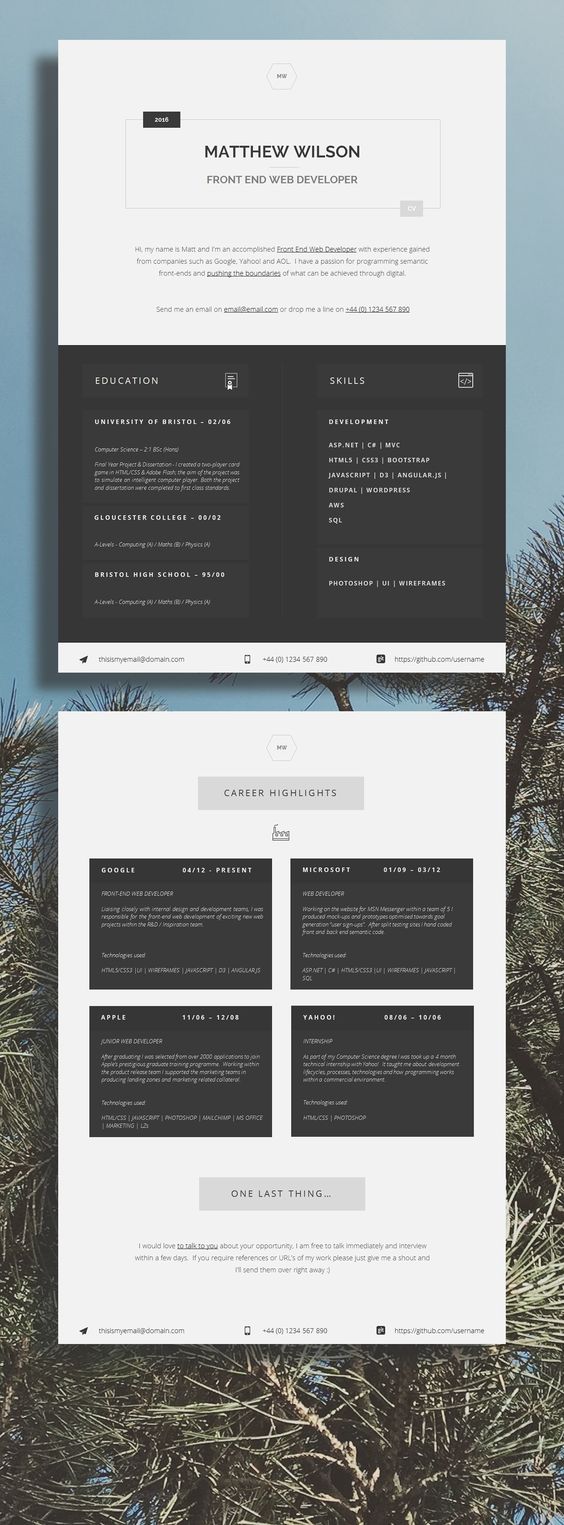 MW
2016
MATTHEW WILSON
FRONT END WEB DEVELOPER
CV
Hi, my name is Matt and I'm an accomplished Front End Web Developer with experience gained
from companies such as Google, Yahoo! and AOL. I have a passion for programming semantic
front-ends and pushing the boundaries of what can be achieved through digital.
Send me an email on email@email.com or drop me a line on +44 (0) 1234 567 890
EDUCATION
UNIVERSITY OF BRISTOL – 02/06
Computer Science – 2:1 BSc (Hons)
Final Year Project & Dissertation - I created a two-player card
game in HTML/CSS & Adobe Flash; the aim of the project was
to simulate an intelligent computer player. Both the project
and dissertation were completed to first class standards.
GLOUCESTER COLLEGE – 00/02
A-Levels - Computing (A) / Maths (B) / Physics (A)
BRISTOL HIGH SCHOOL – 95/00
A-Levels - Computing (A) / Maths (B) / Physics (A)
SKILLS
DEVELOPMENT
ASP.NET | C# | MVC
HTML5 | CSS3 | BOOTSTRAP
JAVASCRIPT | D3 | ANGULAR.JS |
DRUPAL | WORDPRESS
AWS
SQL
DESIGN
PHOTOSHOP | UI | WIREFRAMES
thisismyemail@domain.com +44 (0) 1234 567 890 https://github.com/username
MW
CAREER HIGHLIGHTS
GOOGLE 04/12 - PRESENT
FRONT-END WEB DEVELOPER
Liaising closely with internal design and development teams, I was
responsible for the front-end web development of exciting new web
projects within the R&D / Inspiration team.
Technologies used:
HTML5/CSS3 |UI | WIREFRAMES | JAVASCRIPT | D3 | ANGULARJS
MICROSOFT 01/09 – 03/12
WEB DEVELOPER
Working on the website for MSN Messenger within a team of 5 I
produced mock-ups and prototypes optimised towards goal
generation "user sign-ups". After split testing sites I hand coded
front and back end semantic code.
Technologies used:
ASP.NET | C# | HTML5/CSS3 |UI | WIREFRAMES | JAVASCRIPT |
SQL
APPLE 11/06 – 12/08
JUNIOR WEB DEVELOPER
After graduating I was selected from over 2000 applications to join
Apple's prestigious graduate training programme. Working within
the product release team I supported the marketing teams in
producing landing zones and marketing related collateral.
Technologies used:
HTML/CSS | JAVASCRIPT | PHOTOSHOP | MAILCHIMP | MS OFFICE
| MARKETING | LZs
YAHOO! 08/06 – 10/06
INTERNSHIP
As part of my Computer Science degree I was took up a 4 month
technical internship with Yahoo! It taught me about development
lifecycles, processes, technologies and how programming works
within a commercial environment.
Technologies used:
HTML/CSS | PHOTOSHOP
ONE LAST THING…
I would love to talk to you about your opportunity, I am free to talk immediately and interview
within a few days. If you require references or URL's of my work please just give me a shout and
I'll send them over right away :)
thisismyemail@domain.com +44 (0) 1234 567 890 https://github.com/username